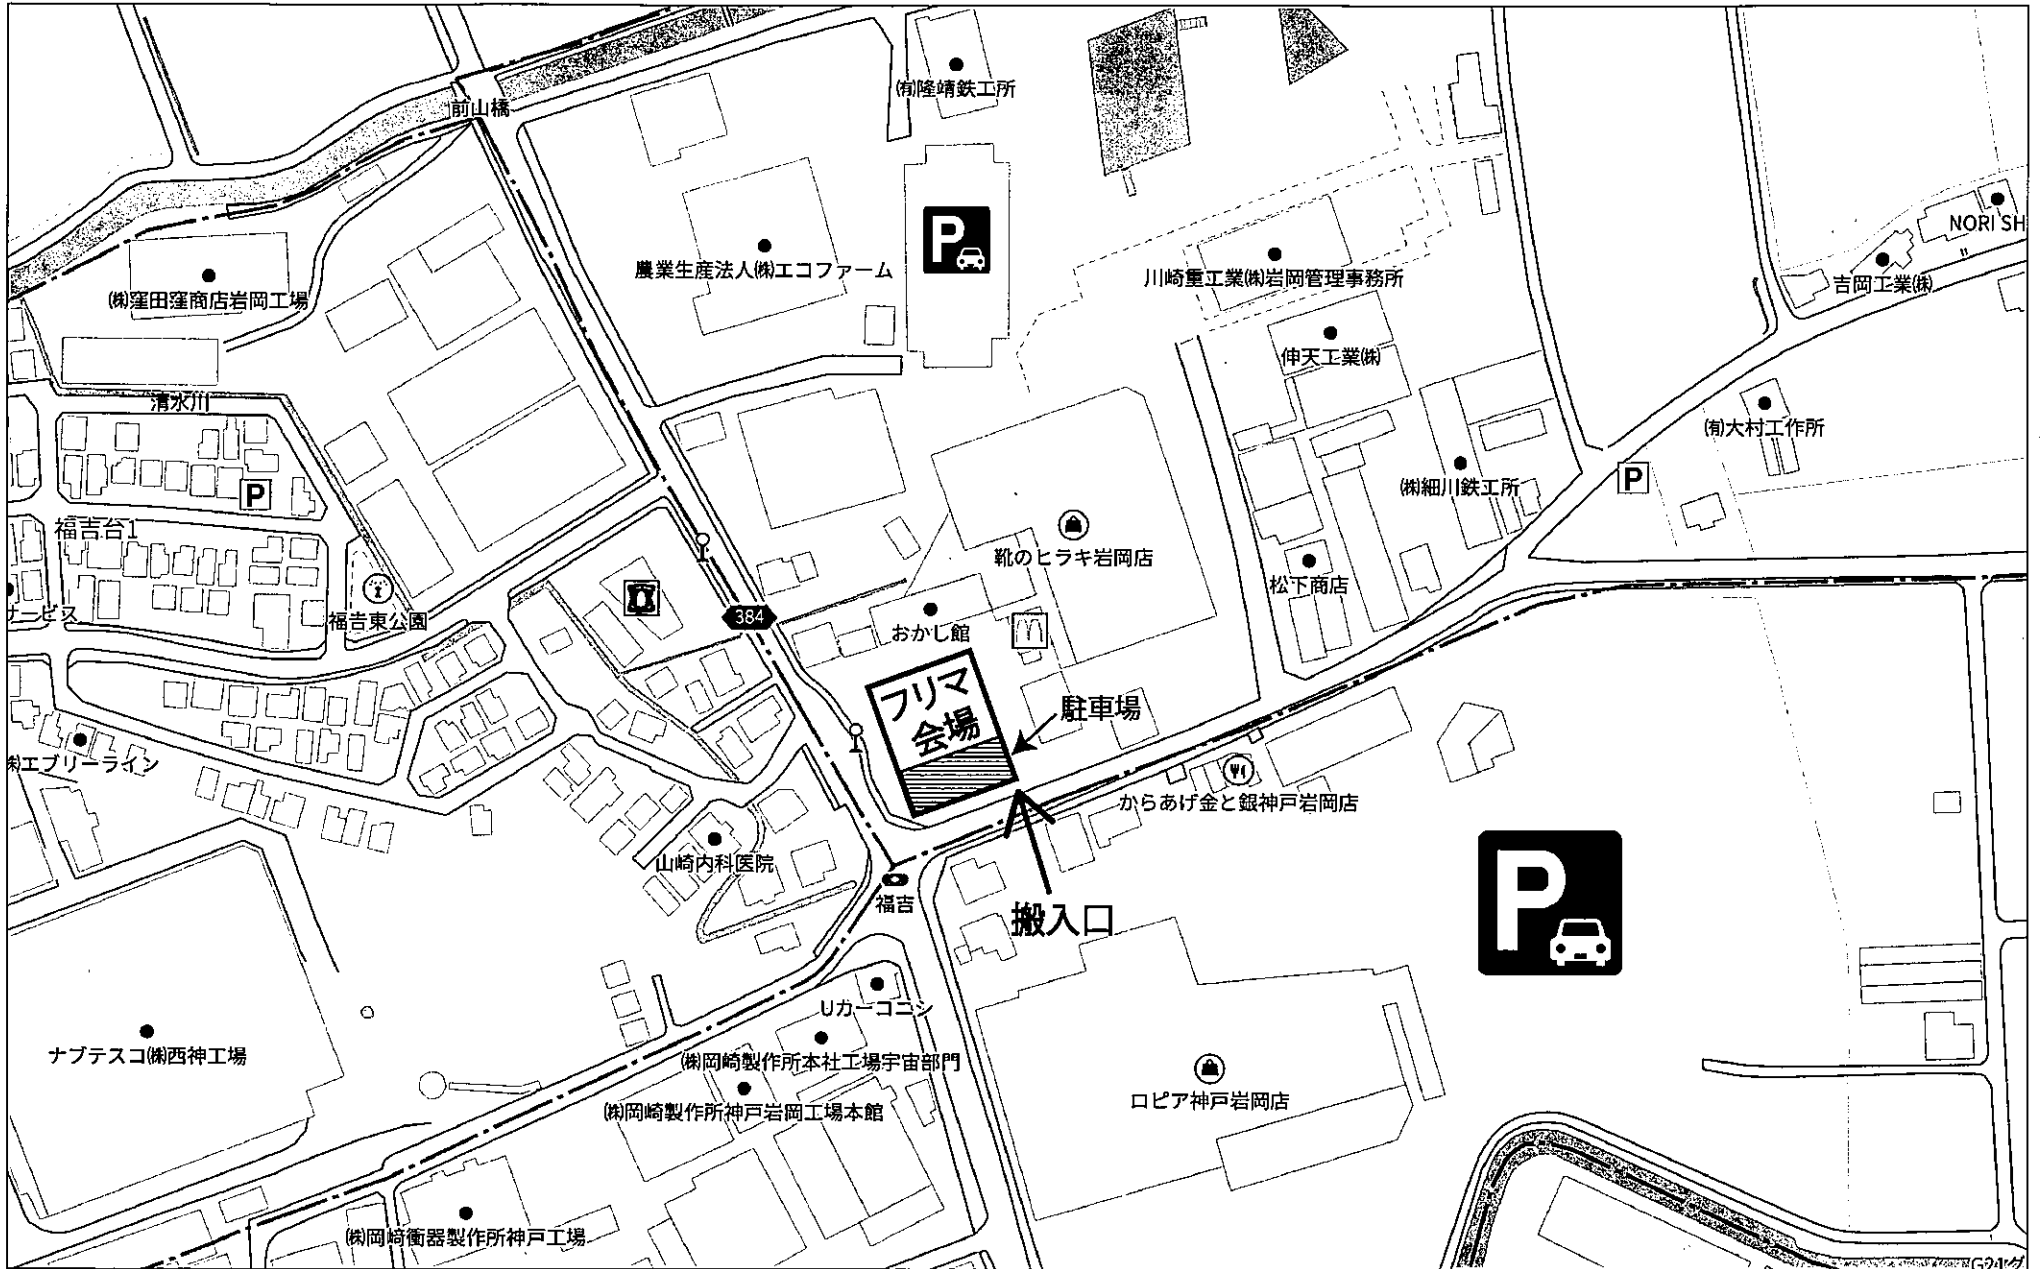 前山橋
㈲隆靖鉄工所
NORI SH
農業生産法人㈱エコファーム
川崎重工業㈱岩岡管理事務所
吉岡工業㈱
㈱窪田窪商店岩岡工場
伸天工業㈱
清水川
㈲大村工作所
P
P
P
㈱細川鉄工所
福吉台1
靴のヒラキ岩岡店
松下商店
サービス
福吉東公園
384
おかし館
フリマ
会場
駐車場
㈱エブリーライン
からあげ金と銀神戸岩岡店
山崎内科医院
P
福吉
搬入口
Uカーコニシ
ナブテスコ㈱西神工場
㈱岡崎製作所本社工場宇宙部門
㈱岡崎製作所神戸岩岡工場本館
ロピア神戸岩岡店
㈱岡崎衝器製作所神戸工場